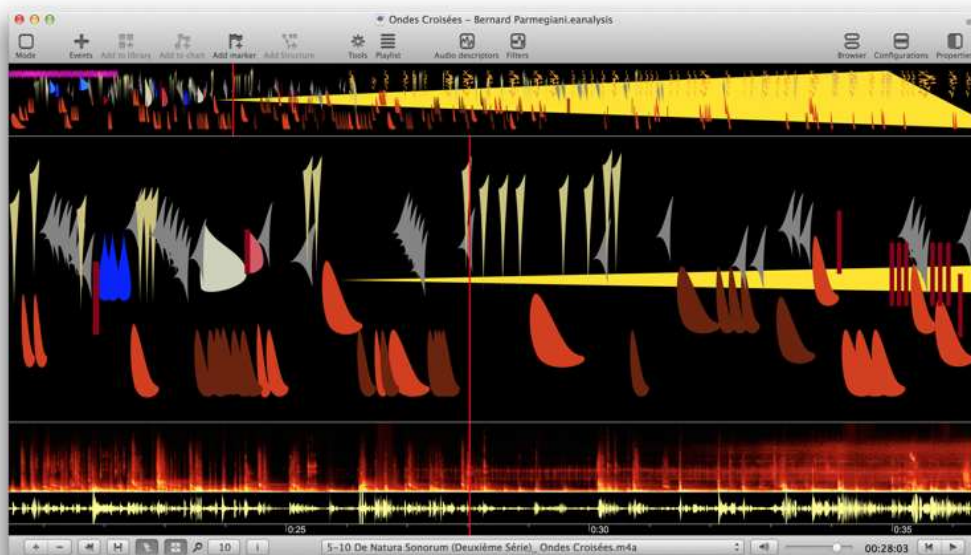 Ondes Croisées – Bernard Parmegiani.eanalysis
Mode Events Add to library Add to chart Add marker Add Structure Tools Playlist Audio descriptors Filters Browser Configurations Properties
0:25 0:30 0:35
+ − 10 5-10 De Natura Sonorum (Deuxième Série)_ Ondes Croisées.m4a 00:28:03